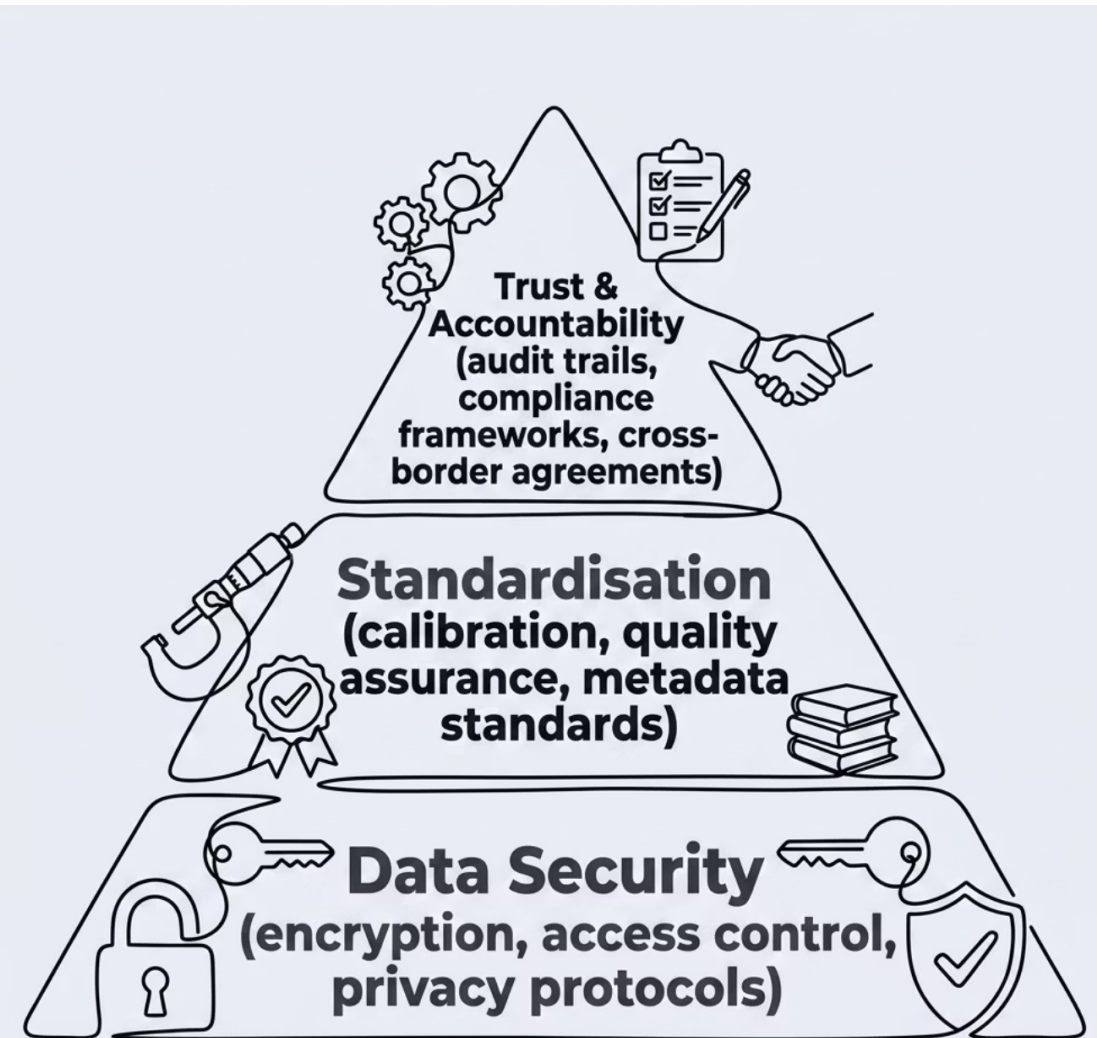 Trust &
Accountability
(audit trails,
compliance
frameworks, cross-
border agreements)
Standardisation
(calibration, quality
assurance, metadata
standards)
Data Security
(encryption, access control,
privacy protocols)